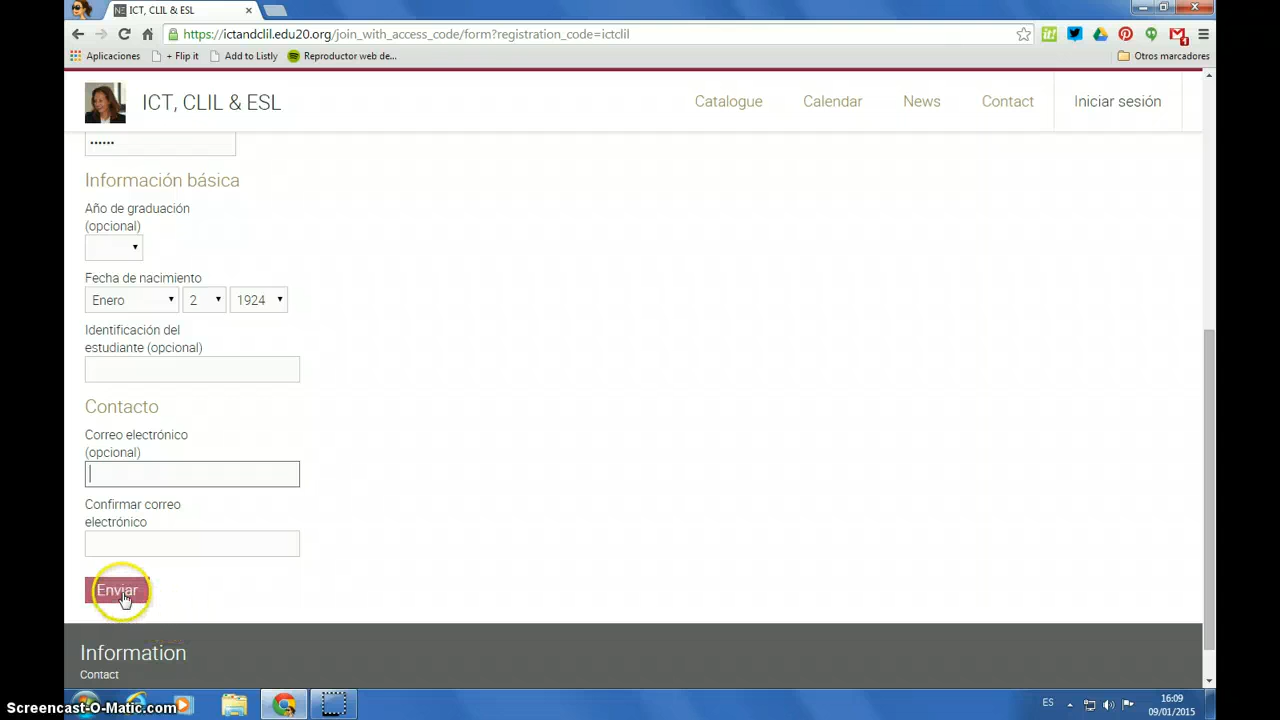 ICT, CLIL & ESL
https://ictandclil.edu20.org/join_with_access_code/form?registration_code=ictclil
Aplicaciones
+ Flip it
Add to Listly
Reproductor web de...
Otros marcadores
ICT, CLIL & ESL
Catalogue
Calendar
News
Contact
Iniciar sesión
••••••
Información básica
Año de graduación
(opcional)
Fecha de nacimiento
Enero
2
1924
Identificación del
estudiante (opcional)
Contacto
Correo electrónico
(opcional)
Confirmar correo
electrónico
Enviar
Information
Contact
ES
16:09
09/01/2015
Screencast-O-Matic.com